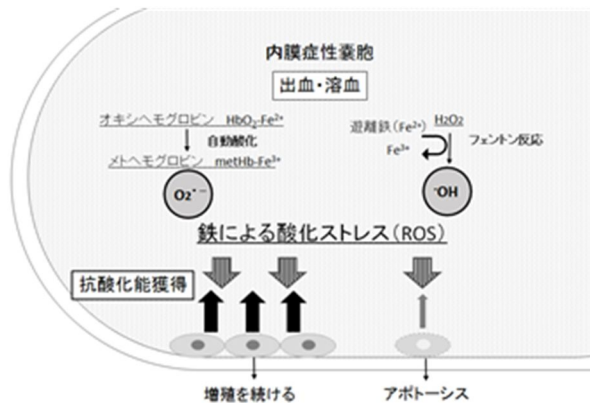 内膜症性嚢胞
出血・溶血
オキシヘモグロビン HbO₂-Fe²⁺
自動酸化
メトヘモグロビン metHb-Fe³⁺
O₂•−
H₂O₂
遊離鉄(Fe²⁺)
フェントン反応
Fe³⁺
·OH
鉄による酸化ストレス(ROS)
抗酸化能獲得
増殖を続ける
アポトーシス